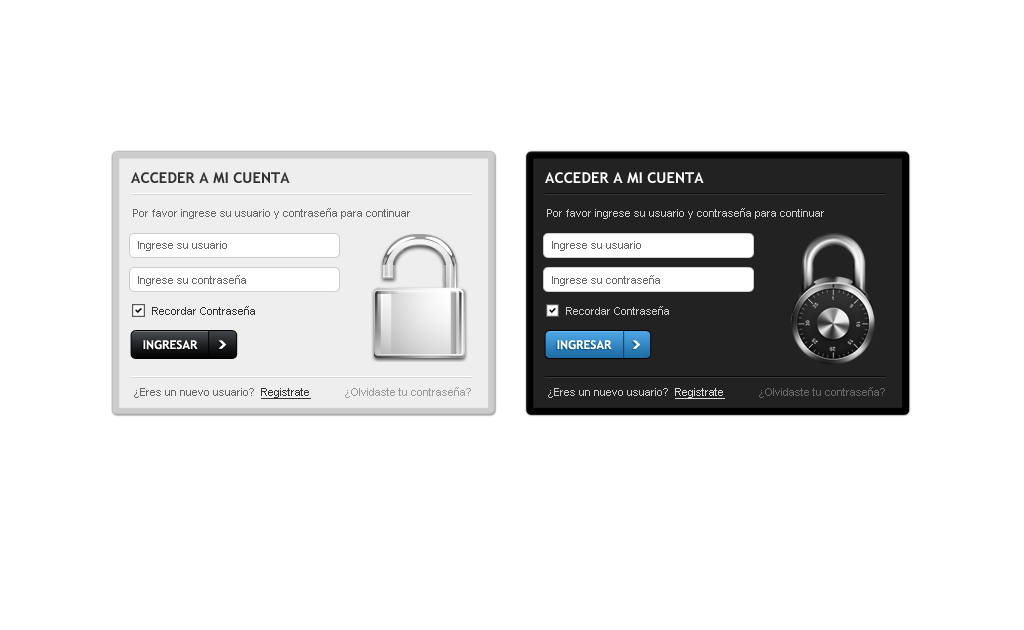 ACCEDER A MI CUENTA
Por favor ingrese su usuario y contraseña para continuar
Ingrese su usuario
Ingrese su contraseña
Recordar Contraseña
INGRESAR
¿Eres un nuevo usuario? Registrate
¿Olvidaste tu contraseña?
ACCEDER A MI CUENTA
Por favor ingrese su usuario y contraseña para continuar
Ingrese su usuario
Ingrese su contraseña
Recordar Contraseña
INGRESAR
¿Eres un nuevo usuario? Registrate
¿Olvidaste tu contraseña?